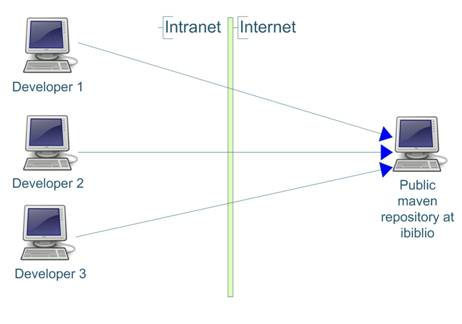 Intranet
Internet
Developer 1
Developer 2
Developer 3
Public
maven
repository at
ibiblio